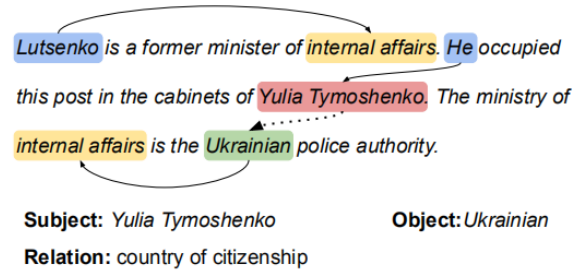 Lutsenko is a former minister of internal affairs. He occupied
this post in the cabinets of Yulia Tymoshenko. The ministry of
internal affairs is the Ukrainian police authority.
Subject: Yulia Tymoshenko Object:Ukrainian
Relation: country of citizenship